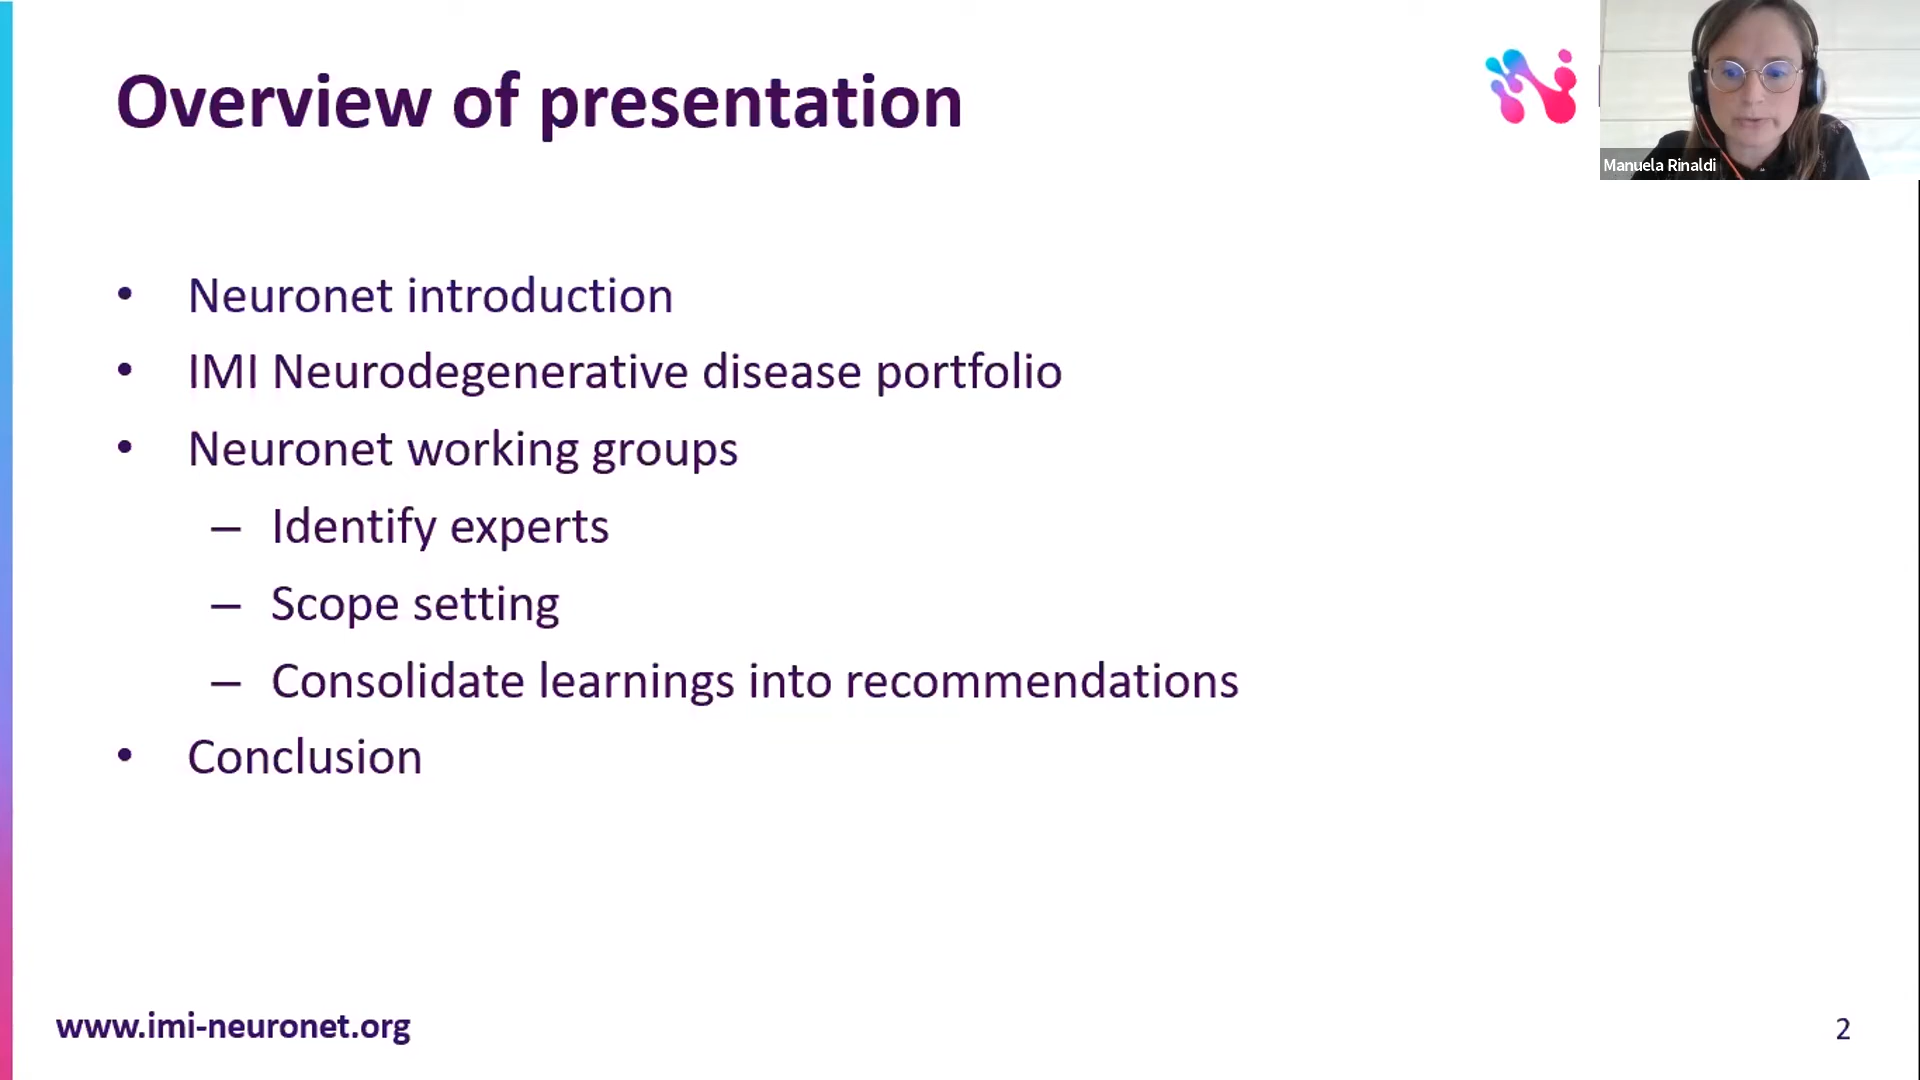 Overview of presentation
Manuela Rinaldi
• Neuronet introduction
• IMI Neurodegenerative disease portfolio
• Neuronet working groups
– Identify experts
– Scope setting
– Consolidate learnings into recommendations
• Conclusion
www.imi-neuronet.org
2